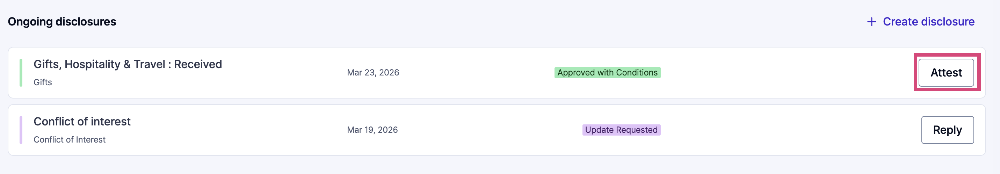 Ongoing disclosures
+ Create disclosure
Gifts, Hospitality & Travel : Received
Gifts
Mar 23, 2026
Approved with Conditions
Attest
Conflict of interest
Conflict of Interest
Mar 19, 2026
Update Requested
Reply